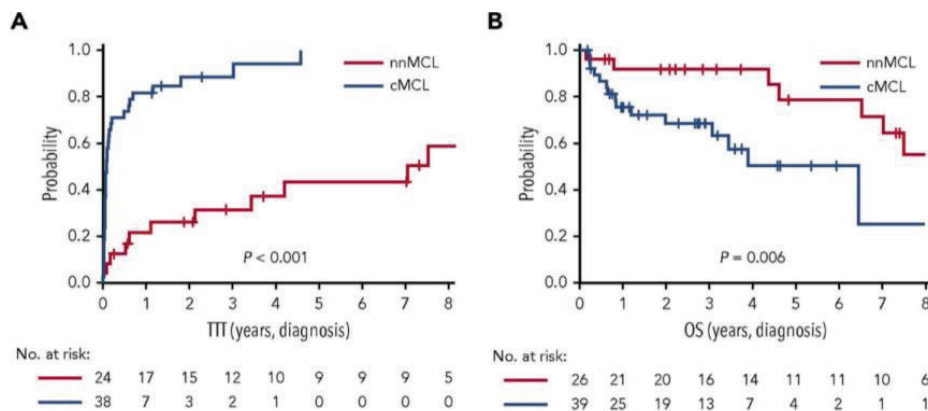 A
1.0
0.8
0.6
0.4
0.2
0.0
Probability
nnMCL
cMCL
P < 0.001
0 1 2 3 4 5 6 7 8
TTT (years, diagnosis)
No. at risk:
24 17 15 12 10 9 9 9 5
38 7 3 2 1 0 0 0 0
B
1.0
0.8
0.6
0.4
0.2
0.0
Probability
nnMCL
cMCL
P = 0.006
0 1 2 3 4 5 6 7 8
OS (years, diagnosis)
No. at risk:
26 21 20 16 14 11 11 10 6
39 25 19 13 7 4 2 1 1